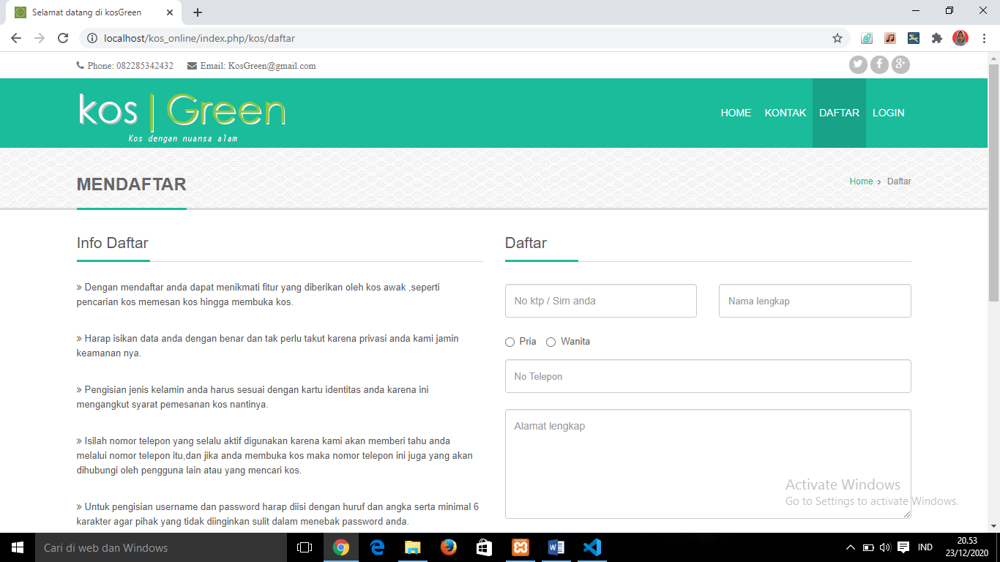 Selamat datang di kosGreen
localhost/kos_online/index.php/kos/daftar
Phone: 082285342432 Email: KosGreen@gmail.com
kos | Green
Kos dengan nuansa alam
HOME KONTAK DAFTAR LOGIN
MENDAFTAR
Home > Daftar
Info Daftar
» Dengan mendaftar anda dapat menikmati fitur yang diberikan oleh kos awak ,seperti
pencarian kos memesan kos hingga membuka kos.
» Harap isikan data anda dengan benar dan tak perlu takut karena privasi anda kami jamin
keamanan nya.
» Pengisian jenis kelamin anda harus sesuai dengan kartu identitas anda karena ini
mengangkut syarat pemesanan kos nantinya.
» Isilah nomor telepon yang selalu aktif digunakan karena kami akan memberi tahu anda
melalui nomor telepon itu,dan jika anda membuka kos maka nomor telepon ini juga yang akan
dihubungi oleh pengguna lain atau yang mencari kos.
» Untuk pengisian username dan password harap diisi dengan huruf dan angka serta minimal 6
karakter agar pihak yang tidak diinginkan sulit dalam menebak password anda.
Daftar
No ktp / Sim anda
Nama lengkap
Pria Wanita
No Telepon
Alamat lengkap
Activate Windows
Go to Settings to activate Windows.
Cari di web dan Windows
IND
20.53
23/12/2020